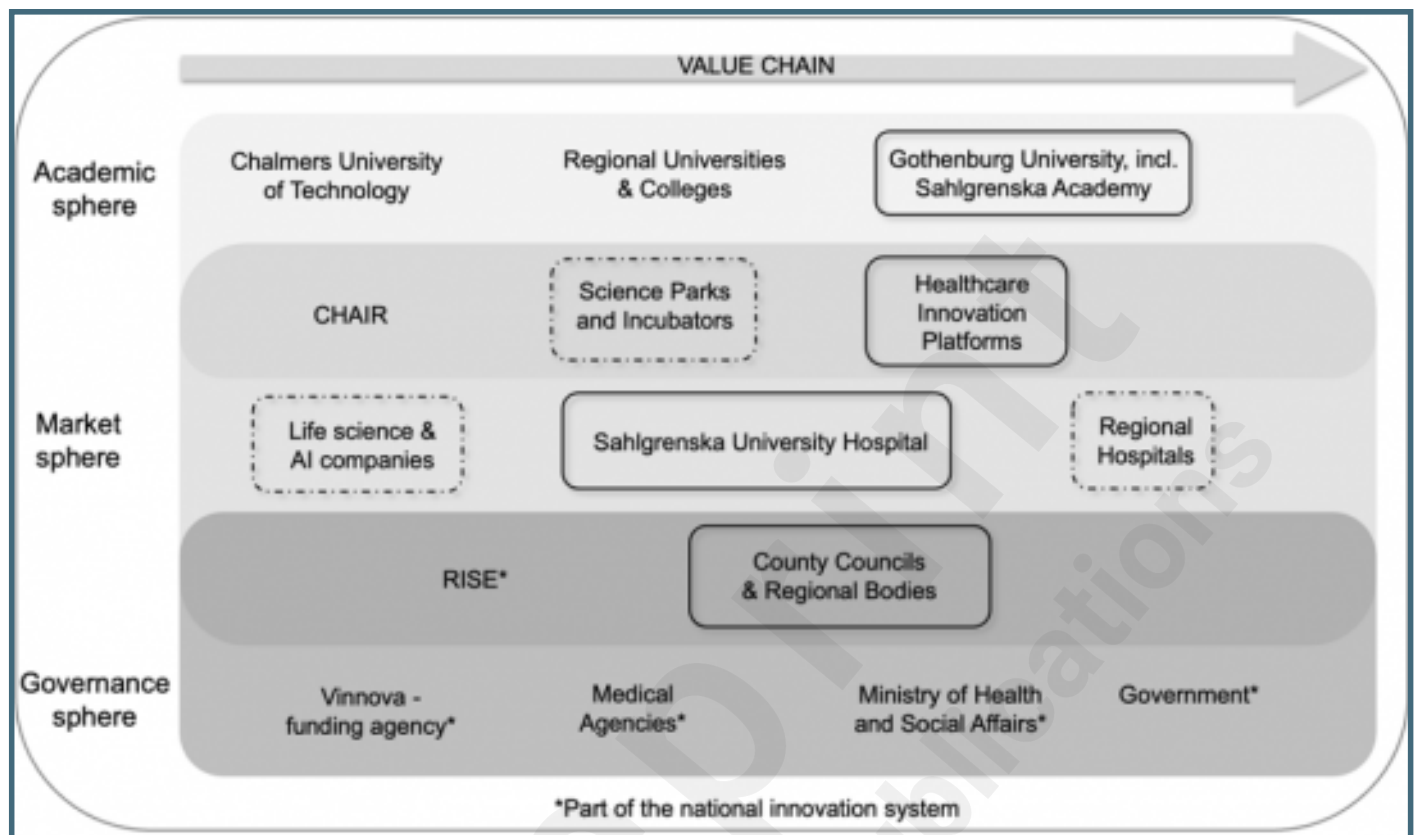 VALUE CHAIN
Academic
sphere
Chalmers University
of Technology
Regional Universities
& Colleges
Gothenburg University, incl.
Sahlgrenska Academy
CHAIR
Science Parks
and Incubators
Healthcare
Innovation
Platforms
Market
sphere
Life science &
AI companies
Sahlgrenska University Hospital
Regional
Hospitals
RISE*
County Councils
& Regional Bodies
Governance
sphere
Vinnova -
funding agency*
Medical
Agencies*
Ministry of Health
and Social Affairs*
Government*
*Part of the national innovation system